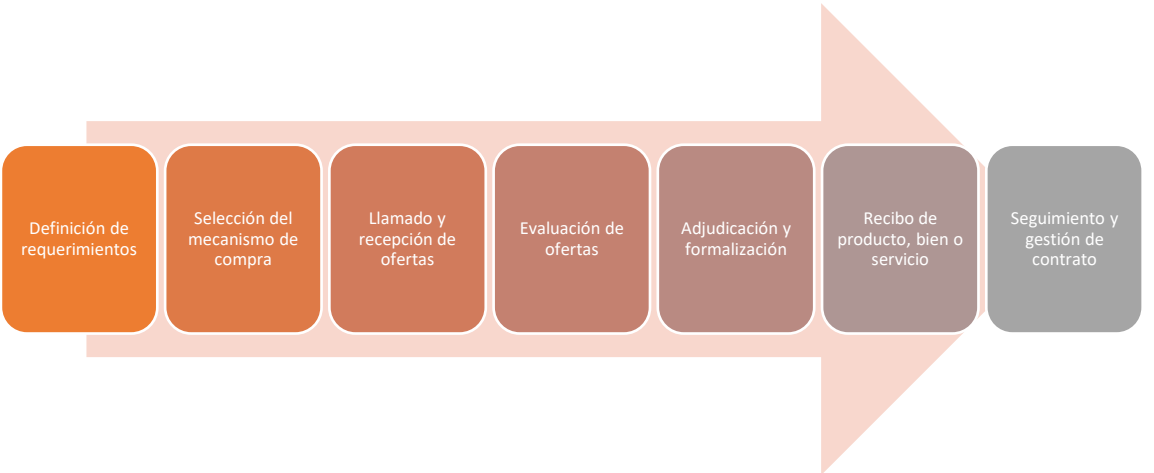 Definición de
requerimientos
Selección del
mecanismo de
compra
Llamado y
recepción de
ofertas
Evaluación de
ofertas
Adjudicación y
formalización
Recibo de
producto, bien o
servicio
Seguimiento y
gestión de
contrato